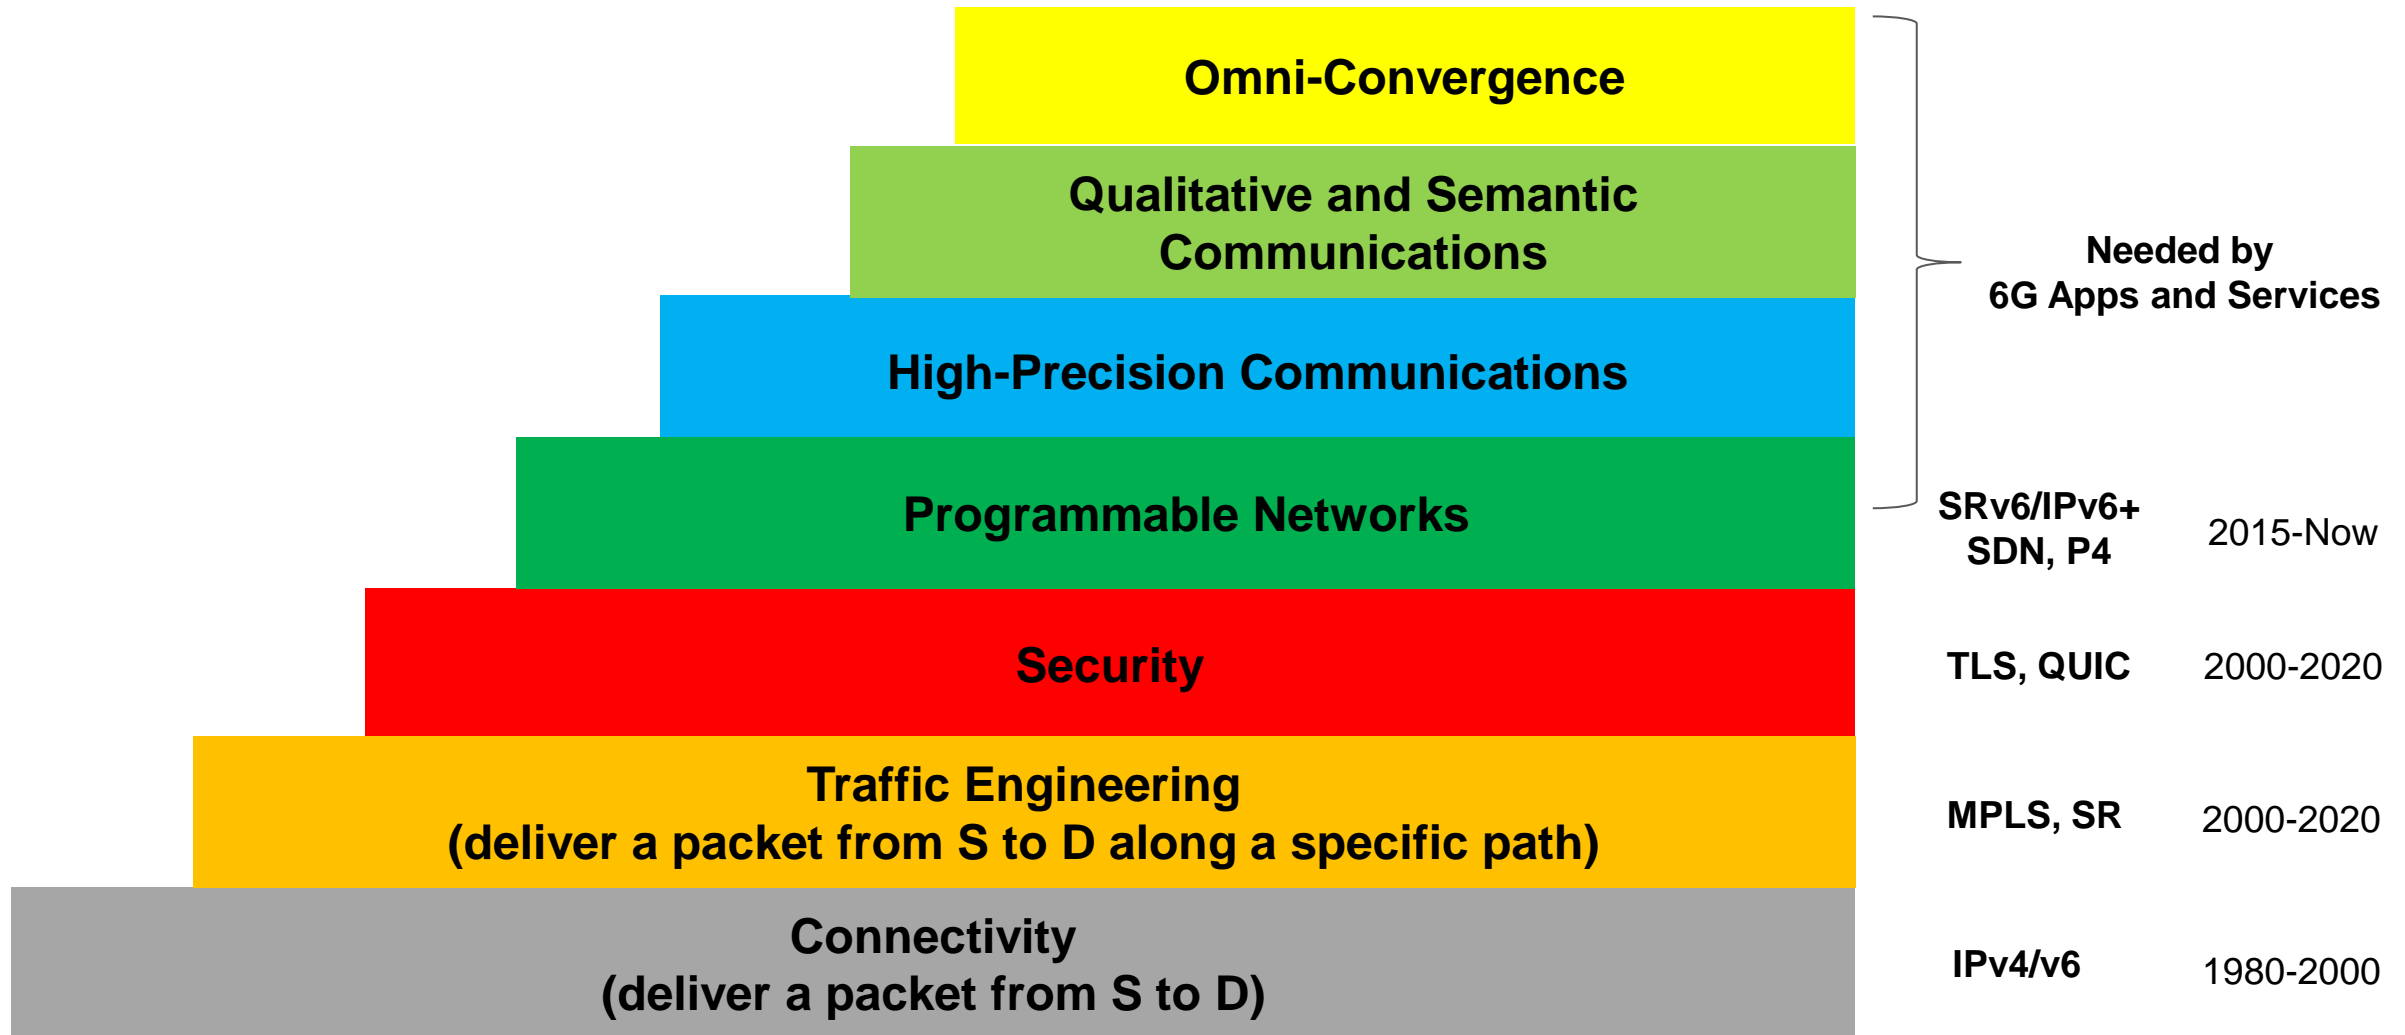 Omni-Convergence
Qualitative and Semantic
Communications
Needed by
6G Apps and Services
High-Precision Communications
Programmable Networks
SRv6/IPv6+
SDN, P4
2015-Now
Security
TLS, QUIC
2000-2020
Traffic Engineering
(deliver a packet from S to D along a specific path)
MPLS, SR
2000-2020
Connectivity
(deliver a packet from S to D)
IPv4/v6
1980-2000